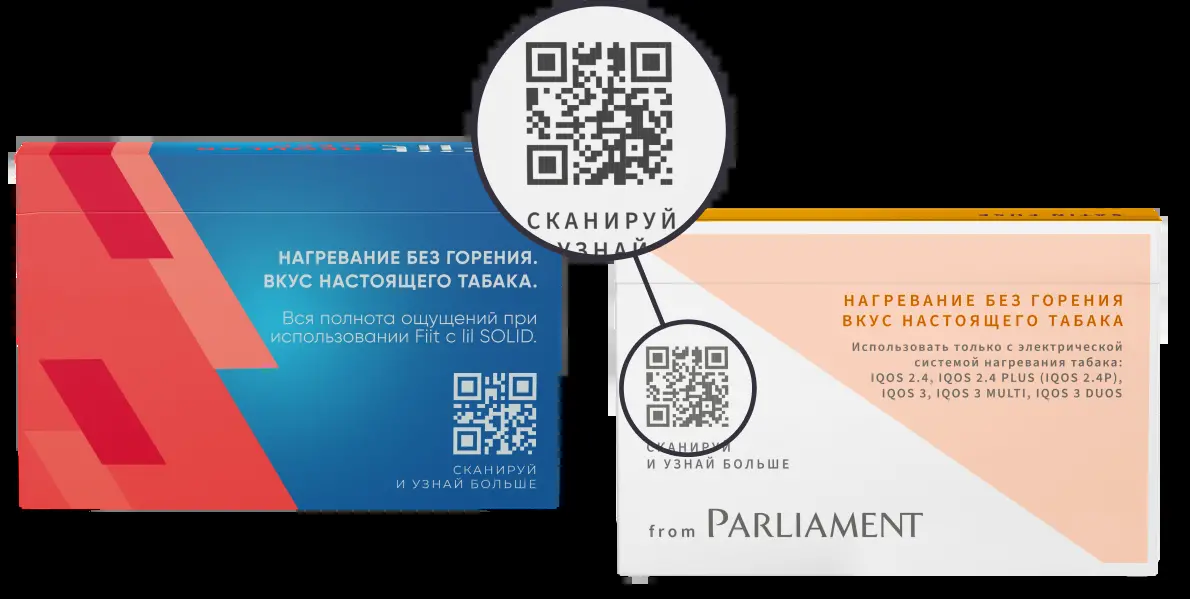 СКАНИРУЙ
УЗНАЙ
НАГРЕВАНИЕ БЕЗ ГОРЕНИЯ.
ВКУС НАСТОЯЩЕГО ТАБАКА.
Вся полнота ощущений при
использовании Fiit с lil SOLID.
СКАНИРУЙ
И УЗНАЙ БОЛЬШЕ
НАГРЕВАНИЕ БЕЗ ГОРЕНИЯ
ВКУС НАСТОЯЩЕГО ТАБАКА
Использовать только с электрической
системой нагревания табака:
IQOS 2.4, IQOS 2.4 PLUS (IQOS 2.4P),
IQOS 3, IQOS 3 MULTI, IQOS 3 DUOS
СКАНИРУЙ
И УЗНАЙ БОЛЬШЕ
from PARLIAMENT